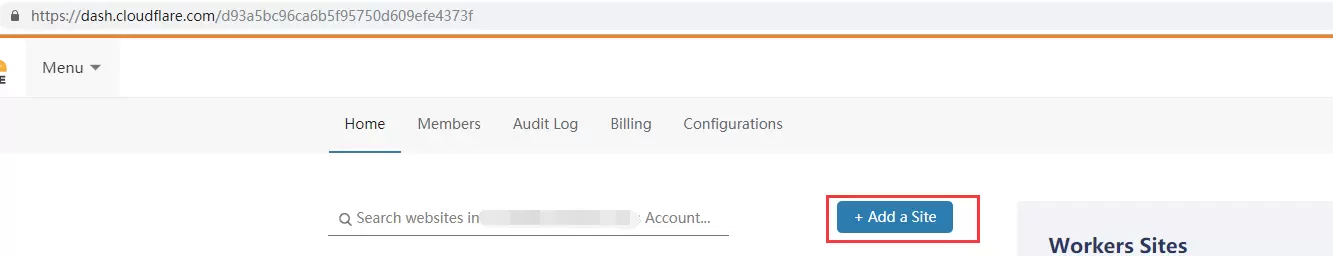 https://dash.cloudflare.com/d93a5bc96ca6b5f95750d609efe4373f
E
Menu
Home Members Audit Log Billing Configurations
Search websites in Account...
+ Add a Site
Workers Sites